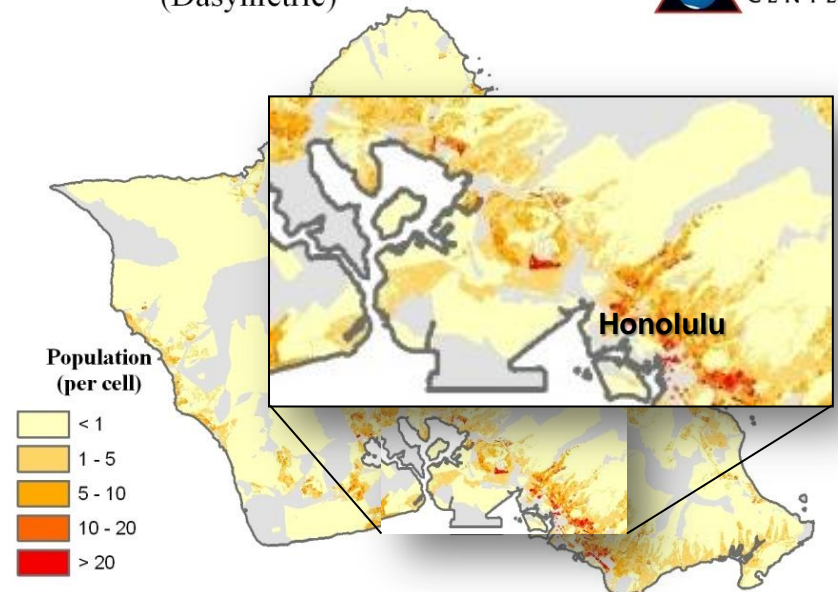 (Dasymetric)
Honolulu
Population
(per cell)
< 1
1 - 5
5 - 10
10 - 20
> 20